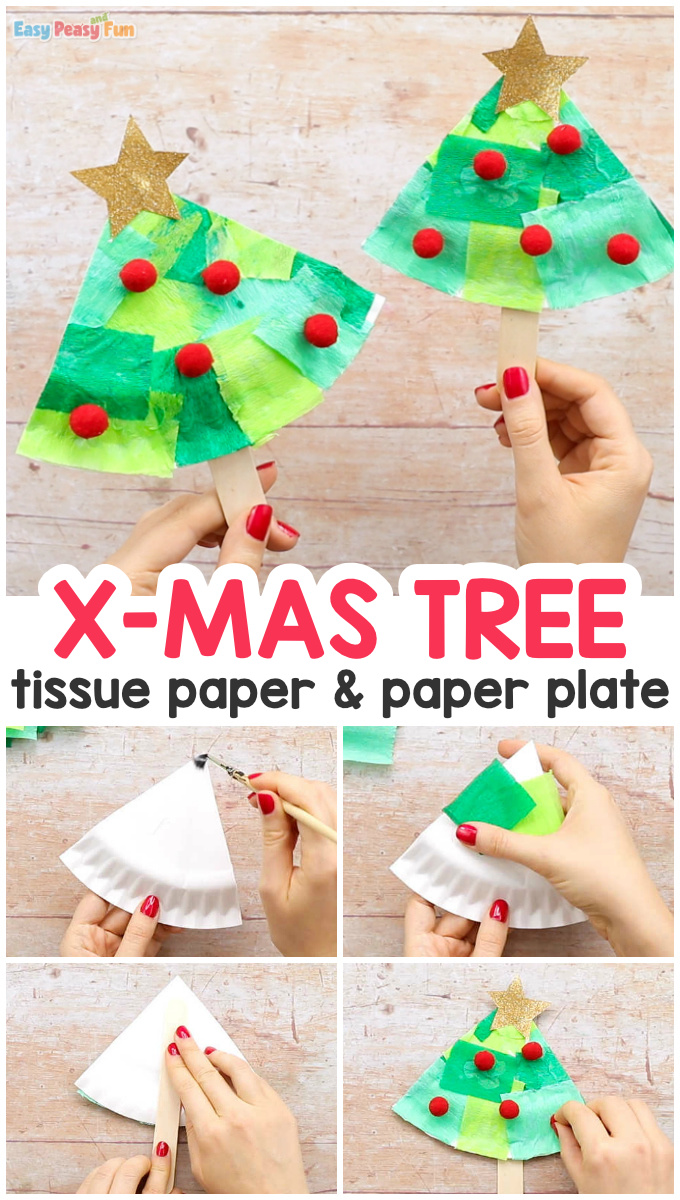 Easy Peasy and Fun
X-MAS TREE
tissue paper & paper plate